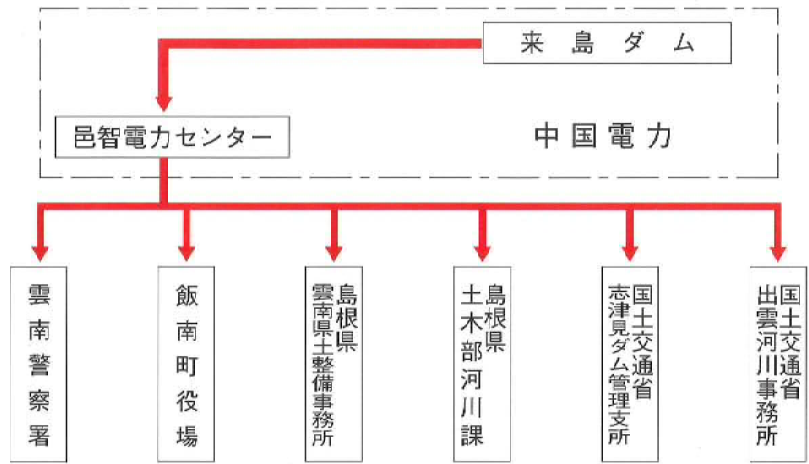 来島ダム
邑智電力センター
中国電力
雲南警察署
飯南町役場
島根県
雲南県土整備事務所
島根県
土木部河川課
国土交通省
志津見ダム管理支所
国土交通省
出雲河川事務所